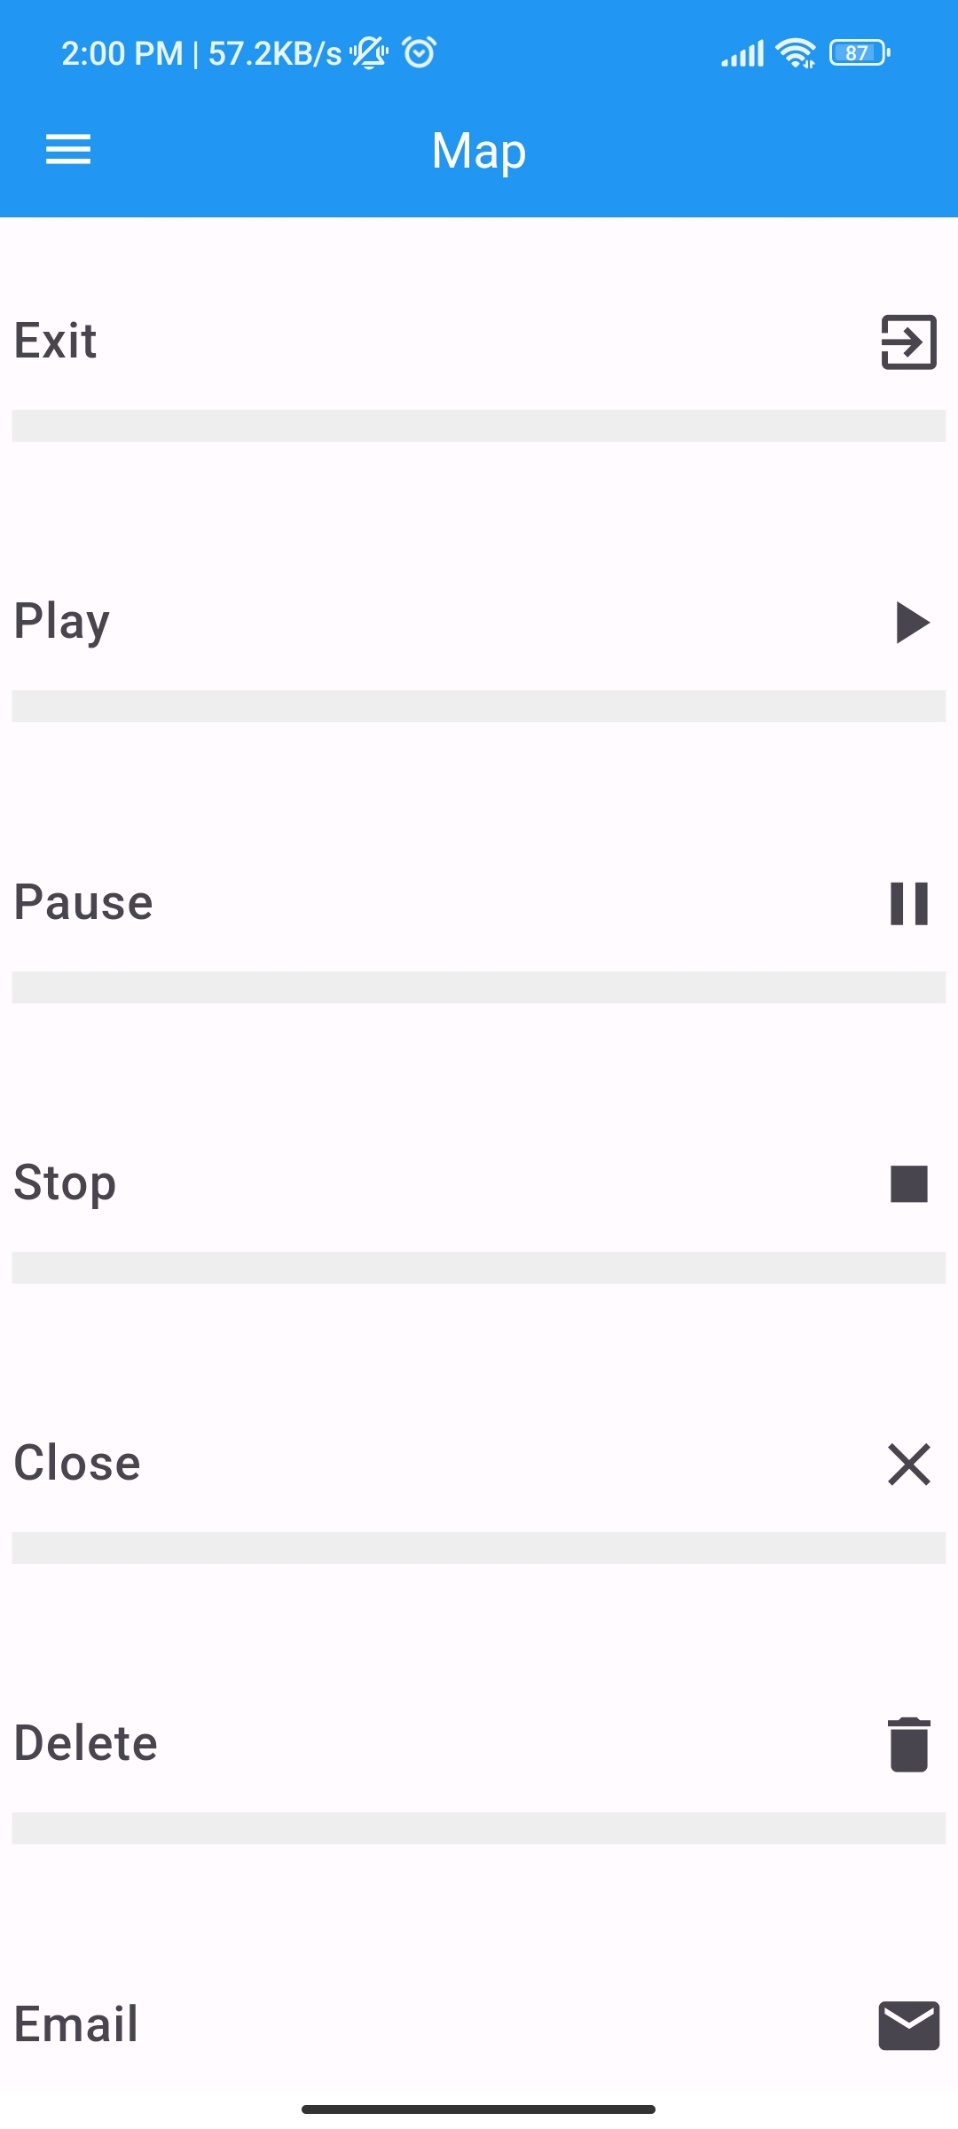 2:00 PM | 57.2KB/s 87
Map
Exit
Play
Pause
Stop
Close
Delete
Email